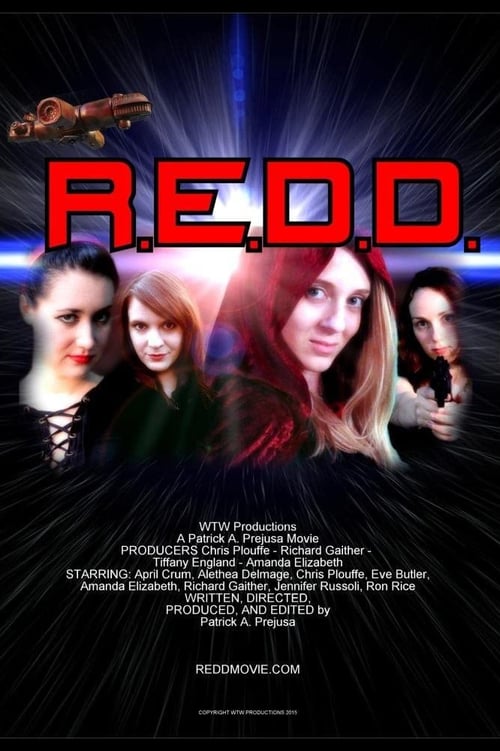 R.E.D.D.
WTW Productions
A Patrick A. Prejusa Movie
PRODUCERS Chris Plouffe - Richard Gaither -
Tiffany England - Amanda Elizabeth
STARRING: April Crum, Alethea Delmage, Chris Plouffe, Eve Butler,
Amanda Elizabeth, Richard Gaither, Jennifer Russoli, Ron Rice
WRITTEN, DIRECTED,
PRODUCED, AND EDITED by
Patrick A. Prejusa
REDDMOVIE.COM
COPYRIGHT WTW PRODUCTIONS 2015